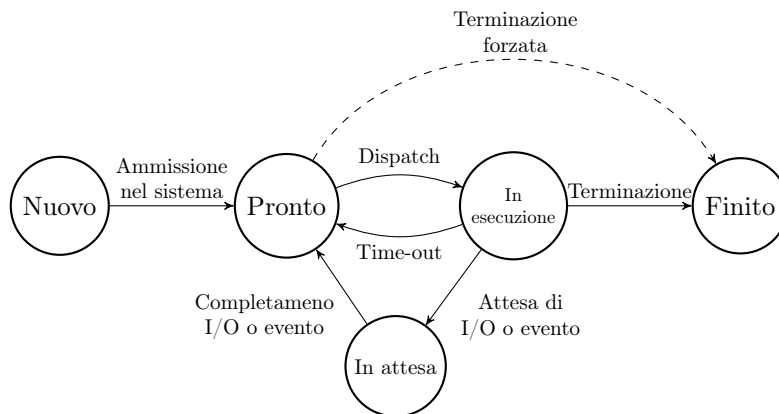 Terminazione
forzata
Ammissione
nel sistema
Dispatch
Nuovo
Pronto
In
esecuzione
Terminazione
Finito
Time-out
Completameno
I/O o evento
Attesa di
I/O o evento
In attesa